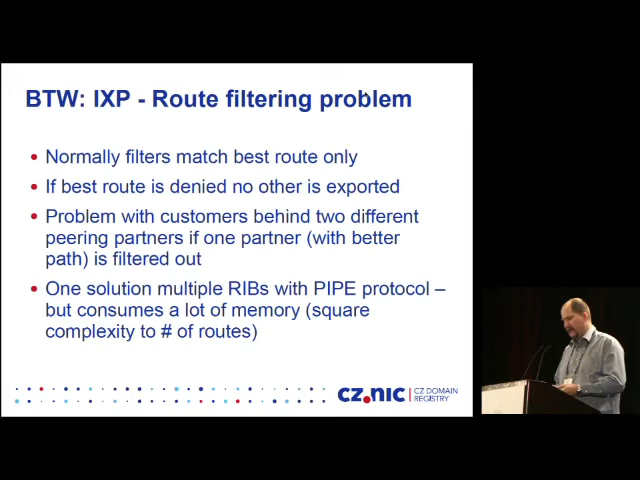 BTW: IXP - Route filtering problem
Normally filters match best route only
If best route is denied no other is exported
Problem with customers behind two different
peering partners if one partner (with better
path) is filtered out
One solution multiple RIBs with PIPE protocol –
but consumes a lot of memory (square
complexity to # of routes)
CZ.NIC | CZ DOMAIN
REGISTRY